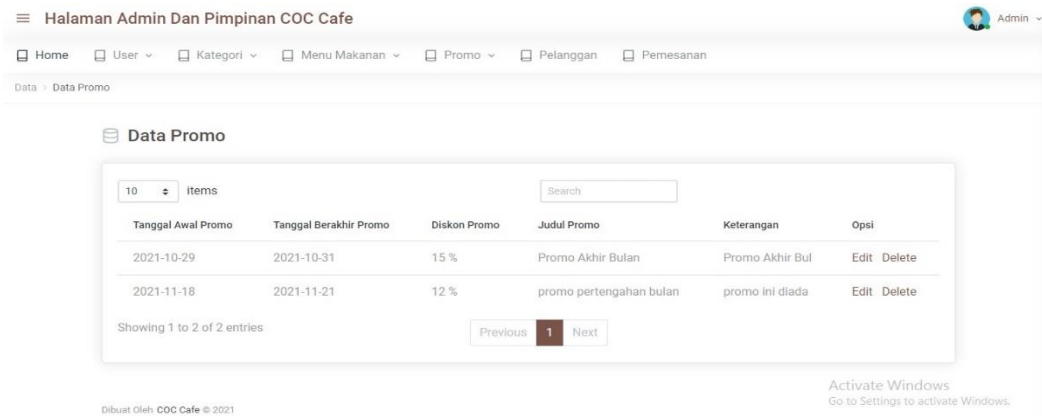 Halaman Admin Dan Pimpinan COC Cafe
Admin
Home User Kategori Menu Makanan Promo Pelanggan Pemesanan
Data > Data Promo
Data Promo
10 items Search
Tanggal Awal Promo Tanggal Berakhir Promo Diskon Promo Judul Promo Keterangan Opsi
2021-10-29 2021-10-31 15 % Promo Akhir Bulan Promo Akhir Bul Edit Delete
2021-11-18 2021-11-21 12 % promo pertengahan bulan promo ini diada Edit Delete
Showing 1 to 2 of 2 entries Previous 1 Next
Activate Windows
Go to Settings to activate Windows.
Dibuat Oleh COC Cafe © 2021